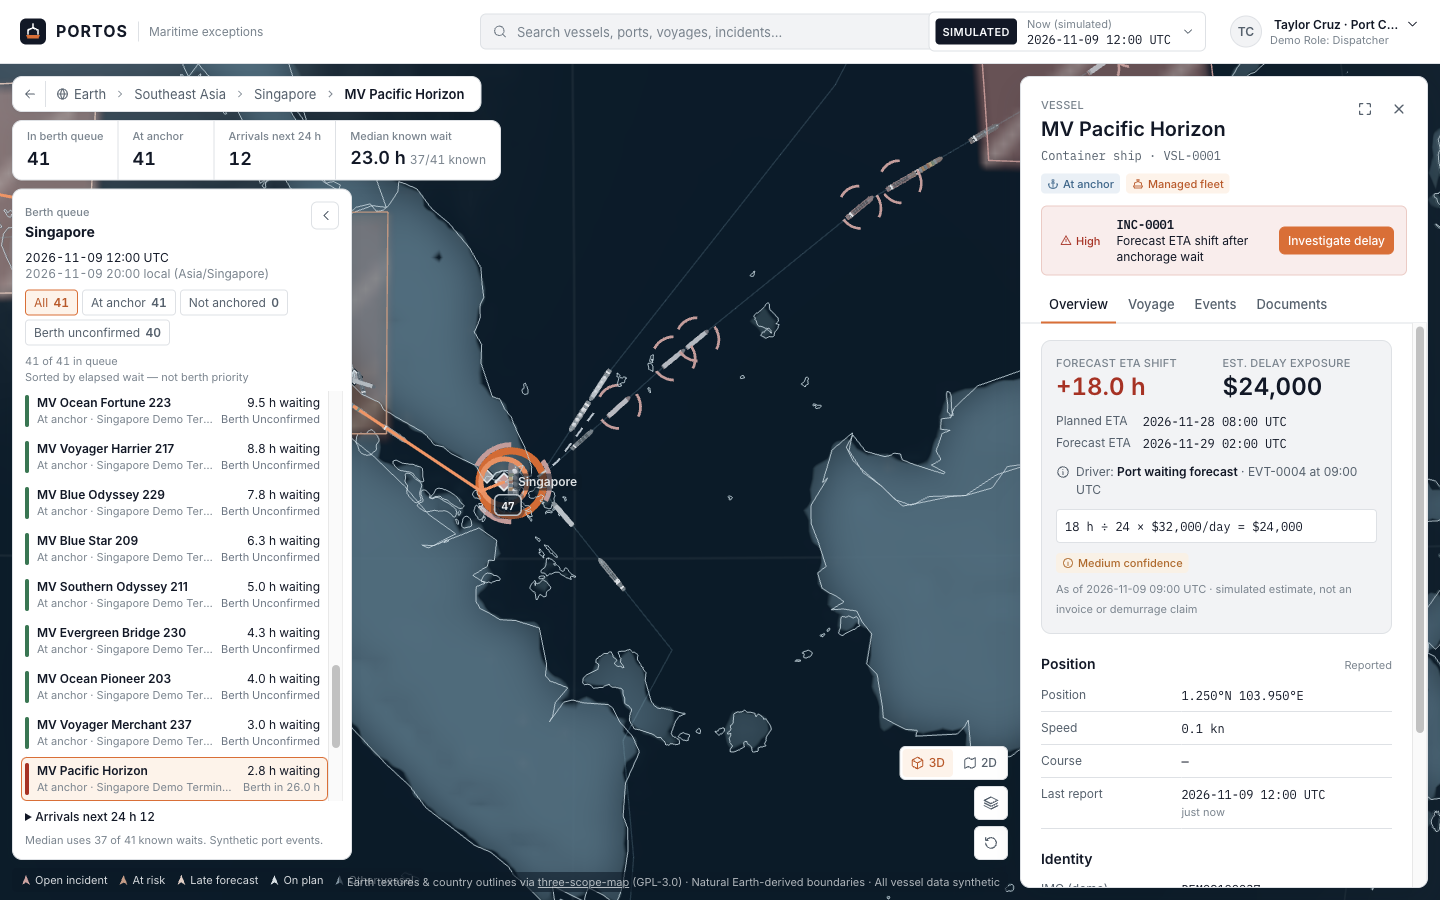 PORTOS
Maritime exceptions
Search vessels, ports, voyages, incidents...
SIMULATED
Now (simulated)
2026-11-09 12:00 UTC
TC
Taylor Cruz · Port C...
Demo Role: Dispatcher
Earth
Southeast Asia
Singapore
MV Pacific Horizon
In berth queue
41
At anchor
41
Arrivals next 24 h
12
Median known wait
23.0 h 37/41 known
Berth queue
Singapore
2026-11-09 12:00 UTC
2026-11-09 20:00 local (Asia/Singapore)
All 41
At anchor 41
Not anchored 0
Berth unconfirmed 40
41 of 41 in queue
Sorted by elapsed wait — not berth priority
MV Ocean Fortune 223 9.5 h waiting
At anchor · Singapore Demo Ter... Berth Unconfirmed
MV Voyager Harrier 217 8.8 h waiting
At anchor · Singapore Demo Ter... Berth Unconfirmed
MV Blue Odyssey 229 7.8 h waiting
At anchor · Singapore Demo Ter... Berth Unconfirmed
MV Blue Star 209 6.3 h waiting
At anchor · Singapore Demo Ter... Berth Unconfirmed
MV Southern Odyssey 211 5.0 h waiting
At anchor · Singapore Demo Ter... Berth Unconfirmed
MV Evergreen Bridge 230 4.3 h waiting
At anchor · Singapore Demo Ter... Berth Unconfirmed
MV Ocean Pioneer 203 4.0 h waiting
At anchor · Singapore Demo Ter... Berth Unconfirmed
MV Voyager Merchant 237 3.0 h waiting
At anchor · Singapore Demo Ter... Berth Unconfirmed
MV Pacific Horizon 2.8 h waiting
At anchor · Singapore Demo Termin... Berth in 26.0 h
Arrivals next 24 h 12
Median uses 37 of 41 known waits. Synthetic port events.
Singapore
47
3D
2D
Open incident
At risk
Late forecast
On plan
Earth textures & country outlines via three-scope-map (GPL-3.0) · Natural Earth-derived boundaries · All vessel data synthetic
VESSEL
MV Pacific Horizon
Container ship · VSL-0001
At anchor
Managed fleet
High
INC-0001
Forecast ETA shift after
anchorage wait
Investigate delay
Overview
Voyage
Events
Documents
FORECAST ETA SHIFT
+18.0 h
EST. DELAY EXPOSURE
$24,000
Planned ETA 2026-11-28 08:00 UTC
Forecast ETA 2026-11-29 02:00 UTC
Driver: Port waiting forecast · EVT-0004 at 09:00
UTC
18 h ÷ 24 × $32,000/day = $24,000
Medium confidence
As of 2026-11-09 09:00 UTC · simulated estimate, not an
invoice or demurrage claim
Position
Reported
Position 1.250°N 103.950°E
Speed 0.1 kn
Course —
Last report 2026-11-09 12:00 UTC
just now
Identity